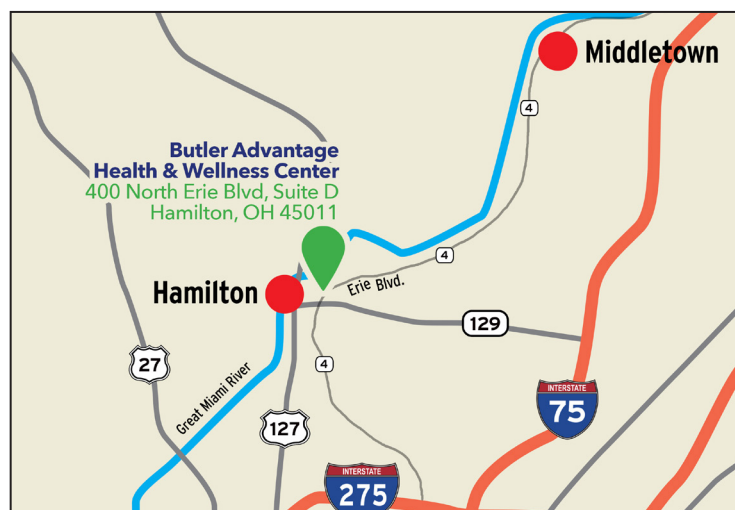 Middletown
4
Butler Advantage
Health & Wellness Center
400 North Erie Blvd, Suite D
Hamilton, OH 45011
4
Erie Blvd.
Hamilton
129
27
4
Great Miami River
INTERSTATE
75
127
INTERSTATE
275